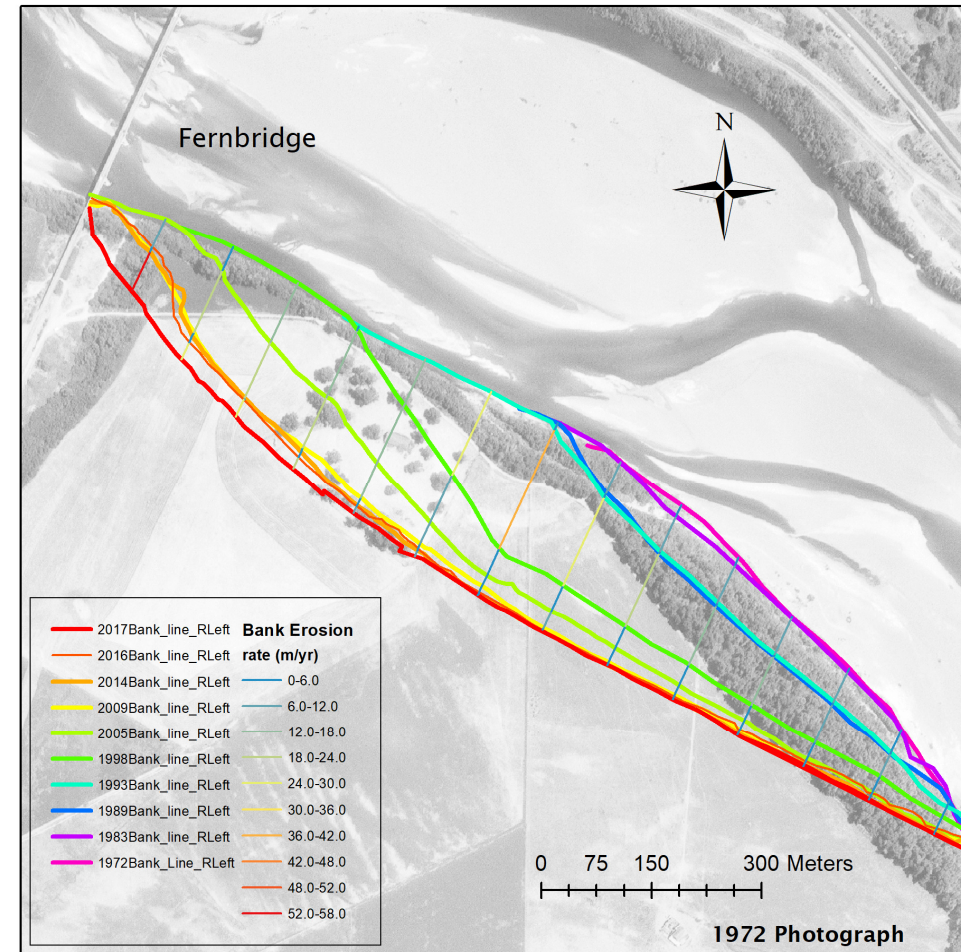 Fernbridge
N
2017Bank_line_RLeft
2016Bank_line_RLeft
2014Bank_line_RLeft
2009Bank_line_RLeft
2005Bank_line_RLeft
1998Bank_line_RLeft
1993Bank_line_RLeft
1989Bank_line_RLeft
1983Bank_line_RLeft
1972Bank_Line_RLeft
Bank Erosion
rate (m/yr)
0-6.0
6.0-12.0
12.0-18.0
18.0-24.0
24.0-30.0
30.0-36.0
36.0-42.0
42.0-48.0
48.0-52.0
52.0-58.0
0 75 150 300 Meters
1972 Photograph